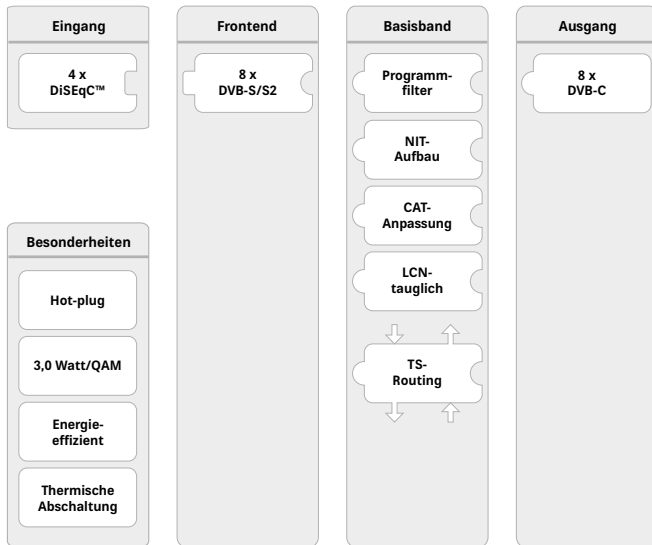 Eingang
4 x
DiSEqC™
Besonderheiten
Hot-plug
3,0 Watt/QAM
Energie-
effizient
Thermische
Abschaltung
Frontend
8 x
DVB-S/S2
Basisband
Programm-
filter
NIT-
Aufbau
CAT-
Anpassung
LCN-
tauglich
TS-
Routing
Ausgang
8 x
DVB-C